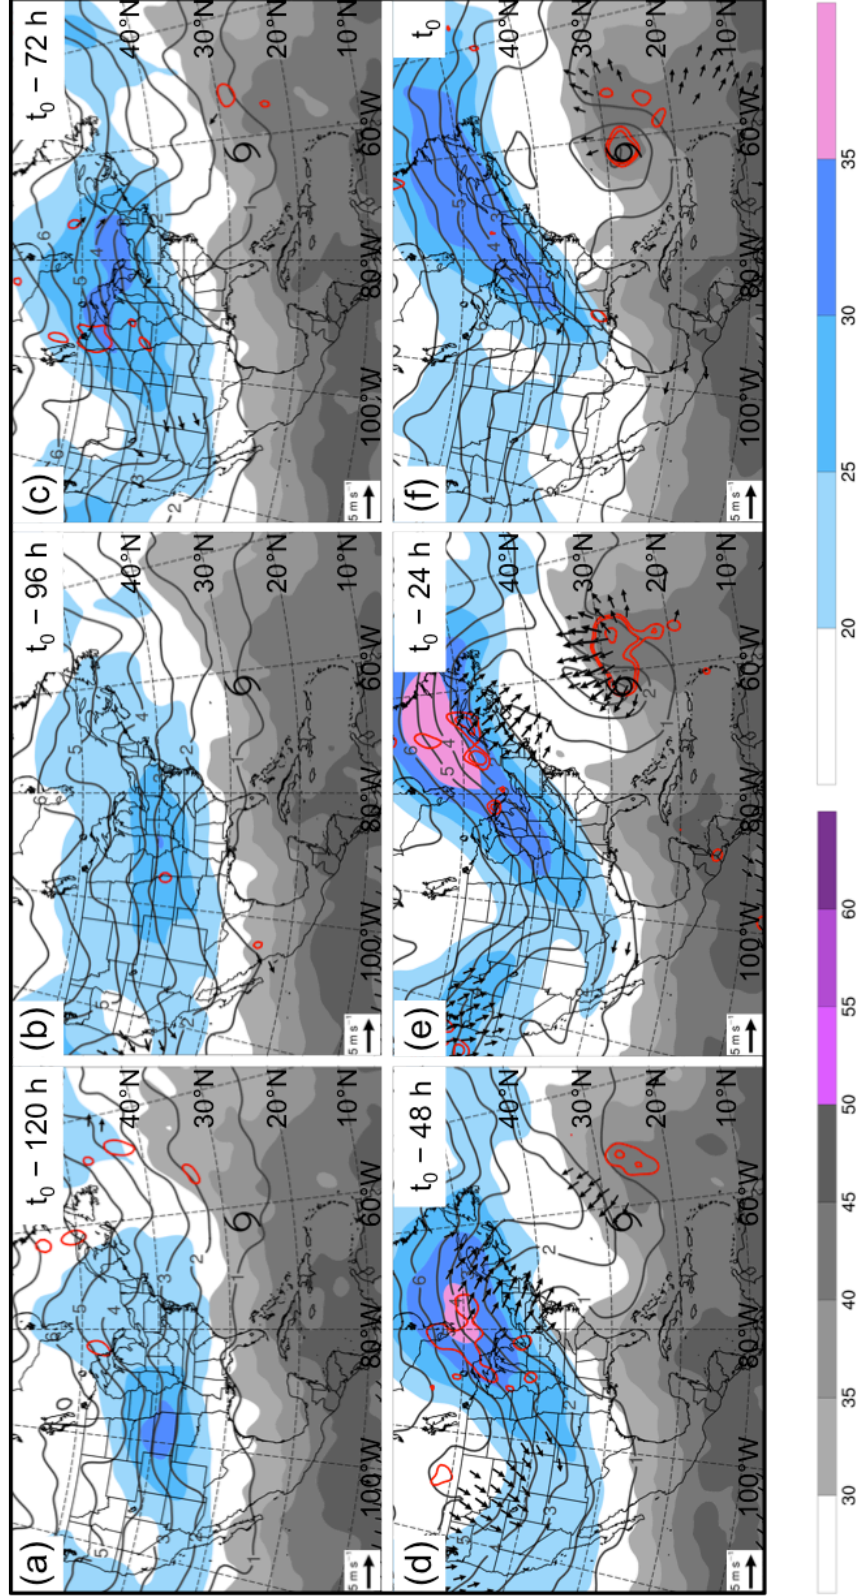 (a)
t₀ − 120 h
40°N
30°N
20°N
10°N
100°W
80°W
60°W
5 m s⁻¹
(b)
t₀ − 96 h
40°N
30°N
20°N
10°N
100°W
80°W
60°W
5 m s⁻¹
(c)
t₀ − 72 h
40°N
30°N
20°N
10°N
100°W
80°W
60°W
5 m s⁻¹
(d)
t₀ − 48 h
40°N
30°N
20°N
10°N
100°W
80°W
60°W
5 m s⁻¹
(e)
t₀ − 24 h
40°N
30°N
20°N
10°N
100°W
80°W
60°W
5 m s⁻¹
(f)
t₀
40°N
30°N
20°N
10°N
100°W
80°W
60°W
5 m s⁻¹
30 35 40 45 50 55 60
20 25 30 35